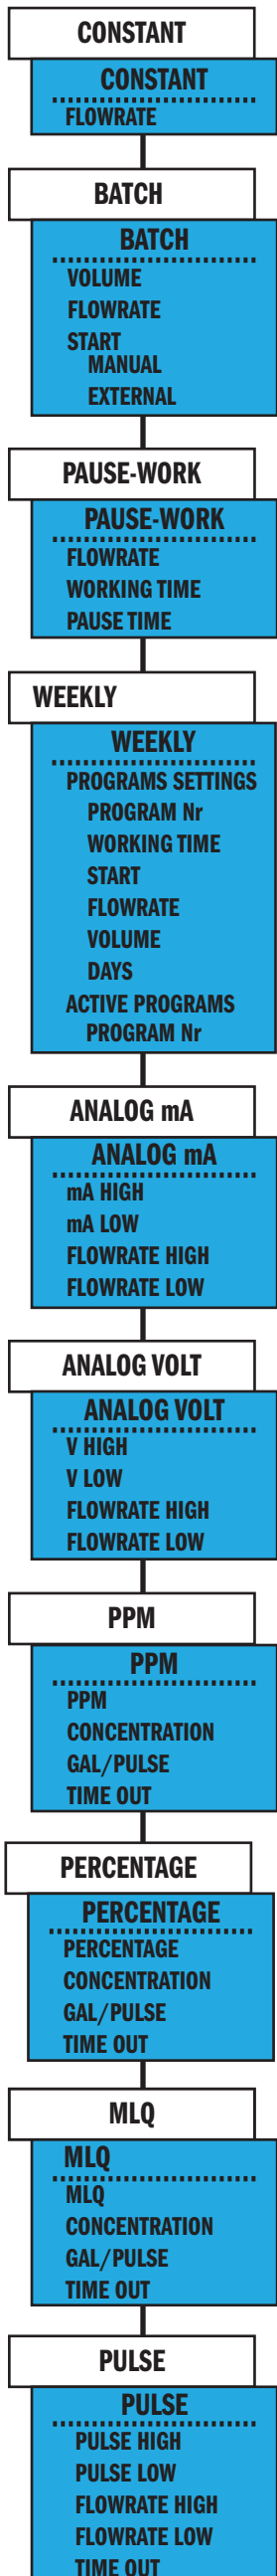 CONSTANT
CONSTANT
FLOWRATE
BATCH
BATCH
VOLUME
FLOWRATE
START
MANUAL
EXTERNAL
PAUSE-WORK
PAUSE-WORK
FLOWRATE
WORKING TIME
PAUSE TIME
WEEKLY
WEEKLY
PROGRAMS SETTINGS
PROGRAM Nr
WORKING TIME
START
FLOWRATE
VOLUME
DAYS
ACTIVE PROGRAMS
PROGRAM Nr
ANALOG mA
ANALOG mA
mA HIGH
mA LOW
FLOWRATE HIGH
FLOWRATE LOW
ANALOG VOLT
ANALOG VOLT
V HIGH
V LOW
FLOWRATE HIGH
FLOWRATE LOW
PPM
PPM
PPM
CONCENTRATION
GAL/PULSE
TIME OUT
PERCENTAGE
PERCENTAGE
PERCENTAGE
CONCENTRATION
GAL/PULSE
TIME OUT
MLQ
MLQ
MLQ
CONCENTRATION
GAL/PULSE
TIME OUT
PULSE
PULSE
PULSE HIGH
PULSE LOW
FLOWRATE HIGH
FLOWRATE LOW
TIME OUT